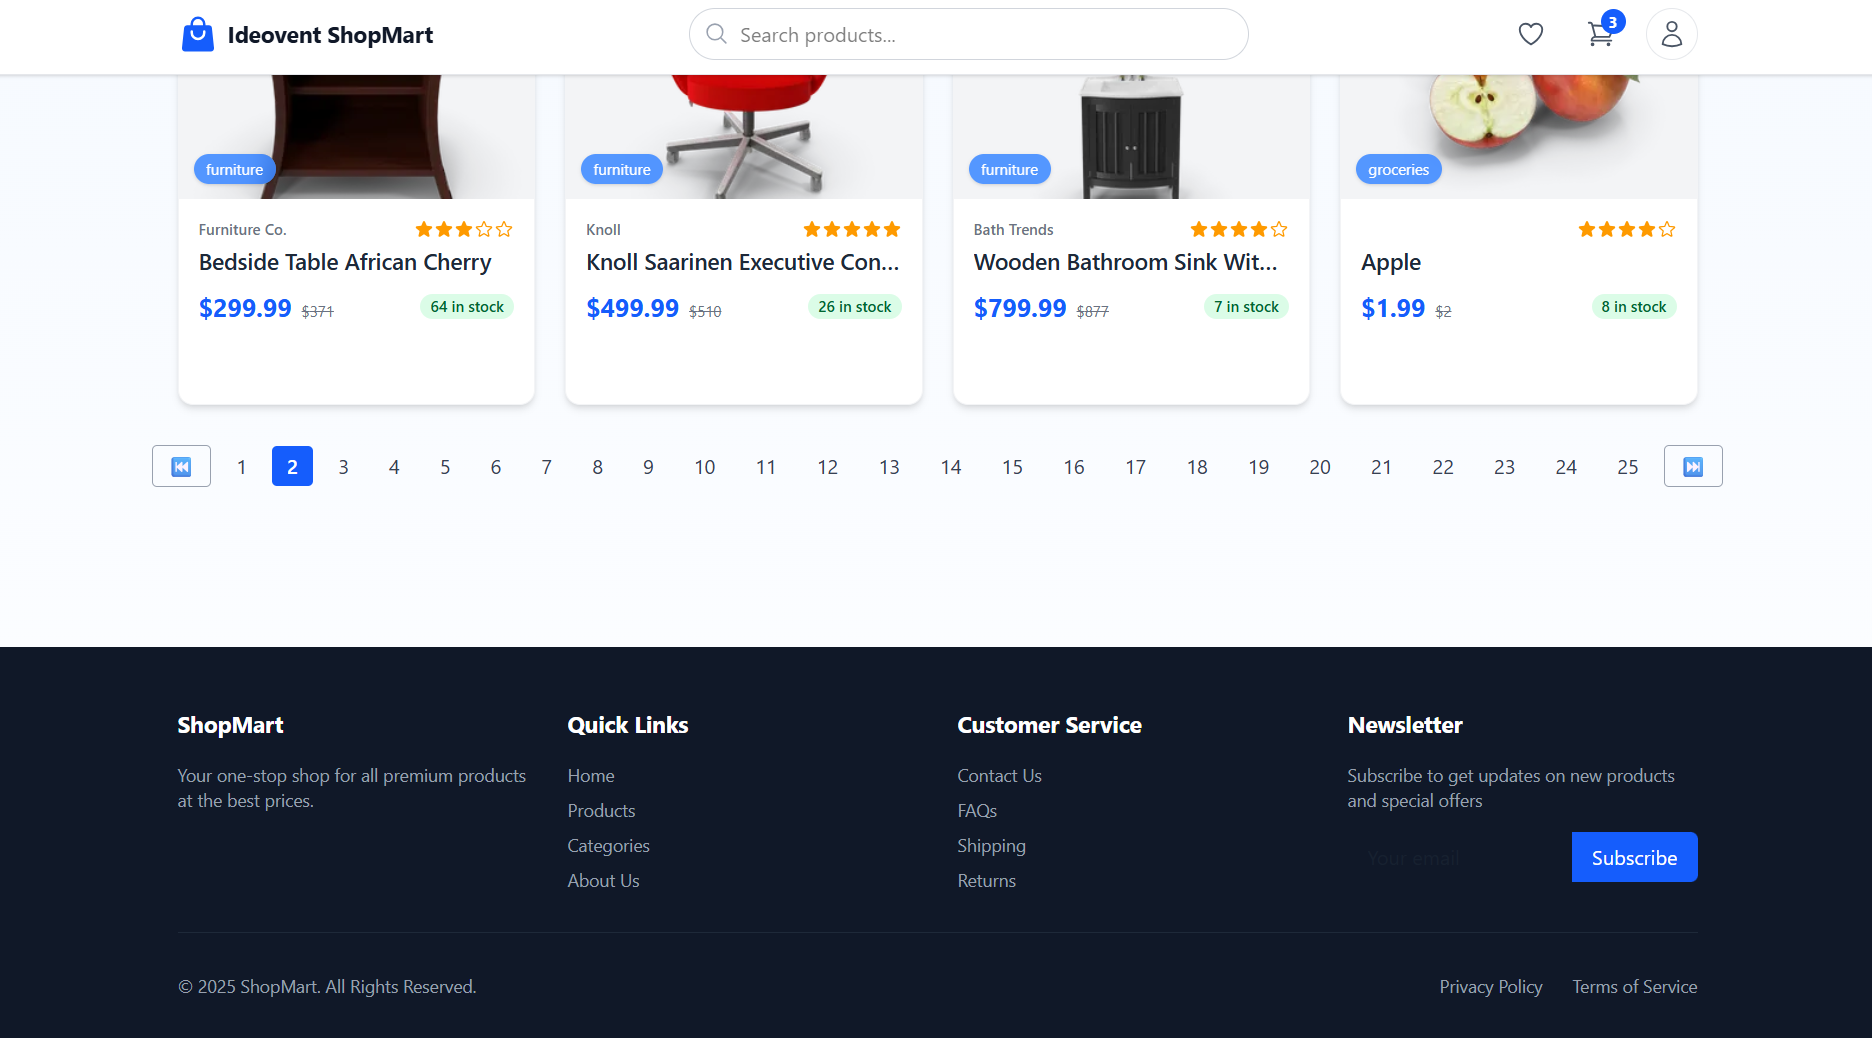 Ideovent ShopMart
Search products...
3
furniture
furniture
furniture
groceries
Furniture Co.
Bedside Table African Cherry
$299.99 $371
64 in stock
Knoll
Knoll Saarinen Executive Con...
$499.99 $510
26 in stock
Bath Trends
Wooden Bathroom Sink Wit...
$799.99 $877
7 in stock
Apple
$1.99 $2
8 in stock
1 2 3 4 5 6 7 8 9 10 11 12 13 14 15 16 17 18 19 20 21 22 23 24 25
ShopMart
Your one-stop shop for all premium products
at the best prices.
Quick Links
Home
Products
Categories
About Us
Customer Service
Contact Us
FAQs
Shipping
Returns
Newsletter
Subscribe to get updates on new products
and special offers
Your email
Subscribe
© 2025 ShopMart. All Rights Reserved.
Privacy Policy
Terms of Service